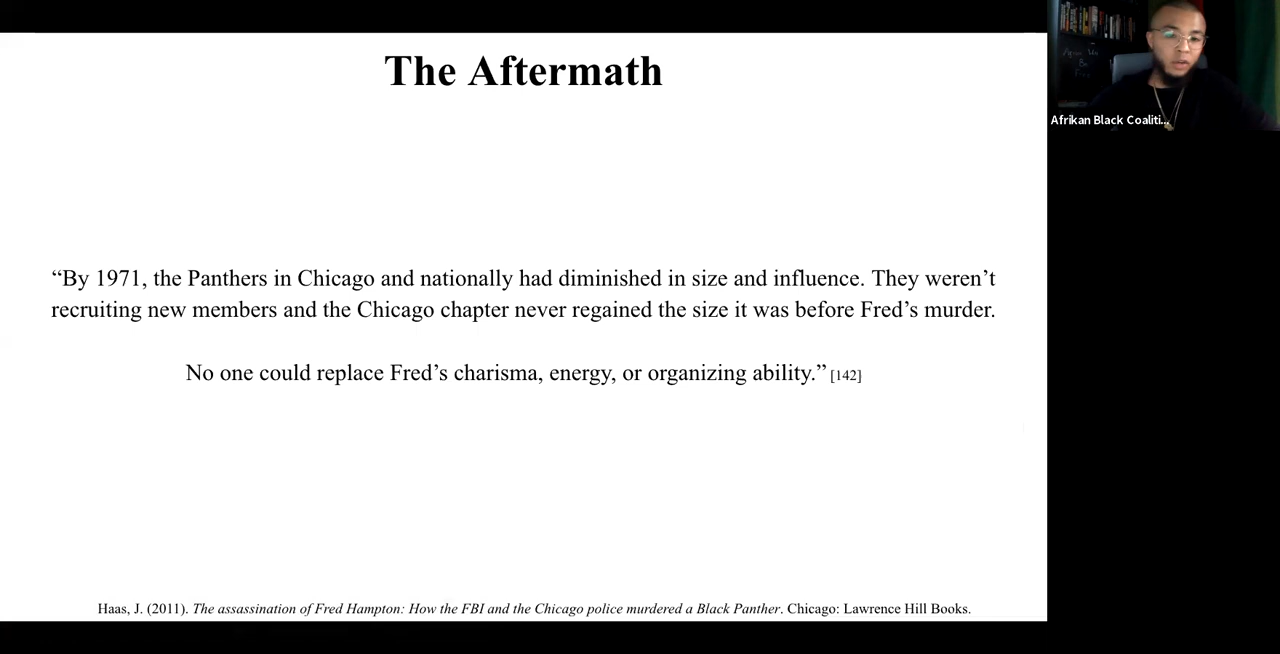 The Aftermath
“By 1971, the Panthers in Chicago and nationally had diminished in size and influence. They weren’t
recruiting new members and the Chicago chapter never regained the size it was before Fred’s murder.
No one could replace Fred’s charisma, energy, or organizing ability.” [142]
Haas, J. (2011). The assassination of Fred Hampton: How the FBI and the Chicago police murdered a Black Panther. Chicago: Lawrence Hill Books.
Afrikan Black Coaliti...